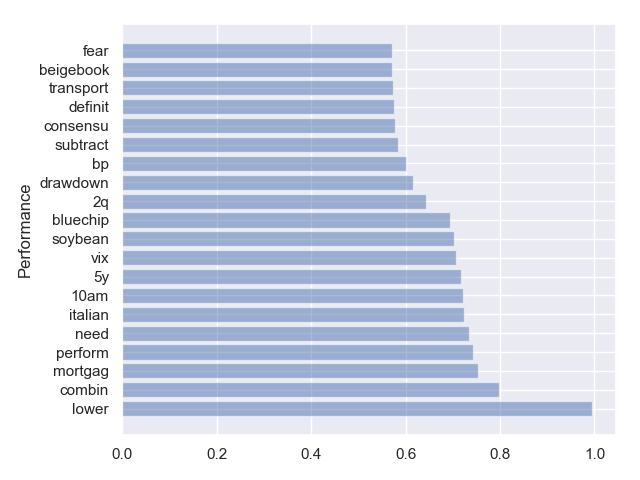 fear
beigebook
transport
definit
consensu
subtract
bp
drawdown
2q
bluechip
soybean
vix
5y
10am
italian
need
perform
mortgag
combin
lower
Performance
0.0 0.2 0.4 0.6 0.8 1.0